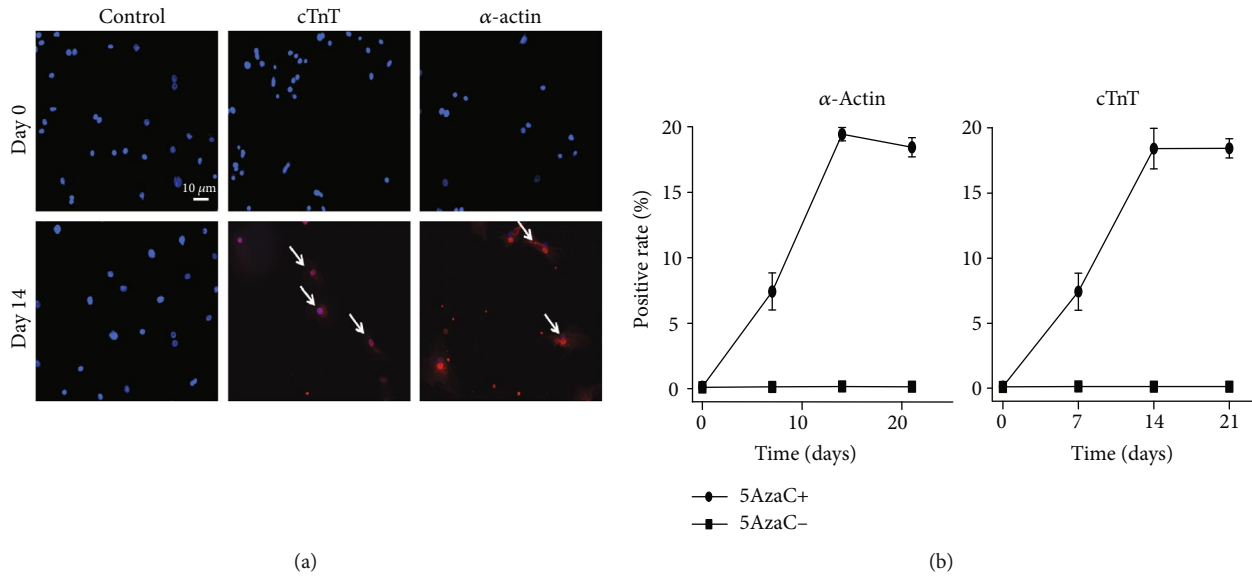 Control
cTnT
α-actin
Day 0
10 μm
Day 14
(a)
α-Actin
cTnT
Positive rate (%)
20
15
10
5
0
0
10
20
Time (days)
20
15
10
5
0
0
7
14
21
Time (days)
5AzaC+
5AzaC−
(b)